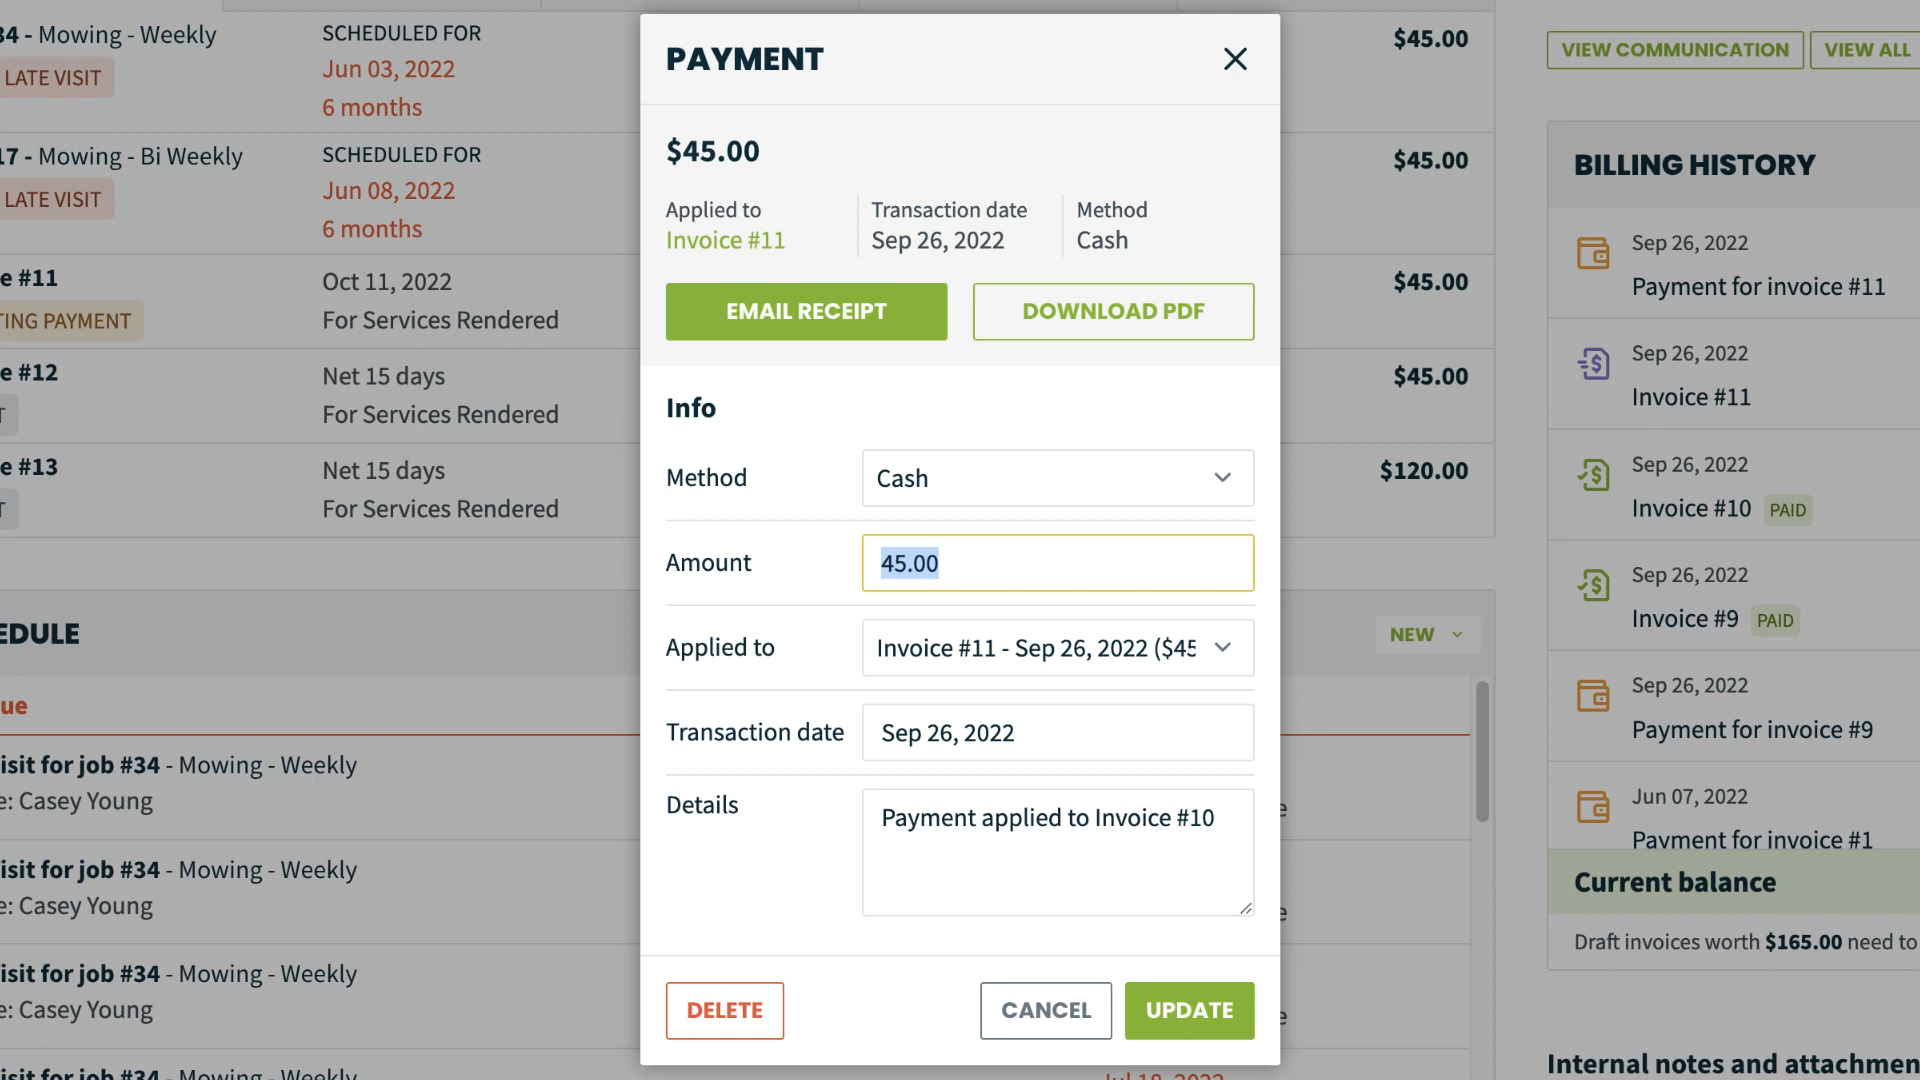 34 - Mowing - Weekly
LATE VISIT
SCHEDULED FOR
Jun 03, 2022
6 months
$45.00
17 - Mowing - Bi Weekly
LATE VISIT
SCHEDULED FOR
Jun 08, 2022
6 months
$45.00
e #11
TING PAYMENT
Oct 11, 2022
For Services Rendered
$45.00
e #12
T
Net 15 days
For Services Rendered
$45.00
e #13
T
Net 15 days
For Services Rendered
$120.00
EDULE
NEW
ue
isit for job #34 - Mowing - Weekly
e: Casey Young
e
isit for job #34 - Mowing - Weekly
e: Casey Young
e
isit for job #34 - Mowing - Weekly
e: Casey Young
e
isit for job #34 - Mowing - Weekly
Jul 18, 2022
PAYMENT
$45.00
Applied to
Invoice #11
Transaction date
Sep 26, 2022
Method
Cash
EMAIL RECEIPT
DOWNLOAD PDF
Info
Method
Cash
Amount
45.00
Applied to
Invoice #11 - Sep 26, 2022 ($45
Transaction date
Sep 26, 2022
Details
Payment applied to Invoice #10
DELETE
CANCEL
UPDATE
VIEW COMMUNICATION
VIEW ALL
BILLING HISTORY
Sep 26, 2022
Payment for invoice #11
Sep 26, 2022
Invoice #11
Sep 26, 2022
Invoice #10 PAID
Sep 26, 2022
Invoice #9 PAID
Sep 26, 2022
Payment for invoice #9
Jun 07, 2022
Payment for invoice #1
Current balance
Draft invoices worth $165.00 need to
Internal notes and attachmen